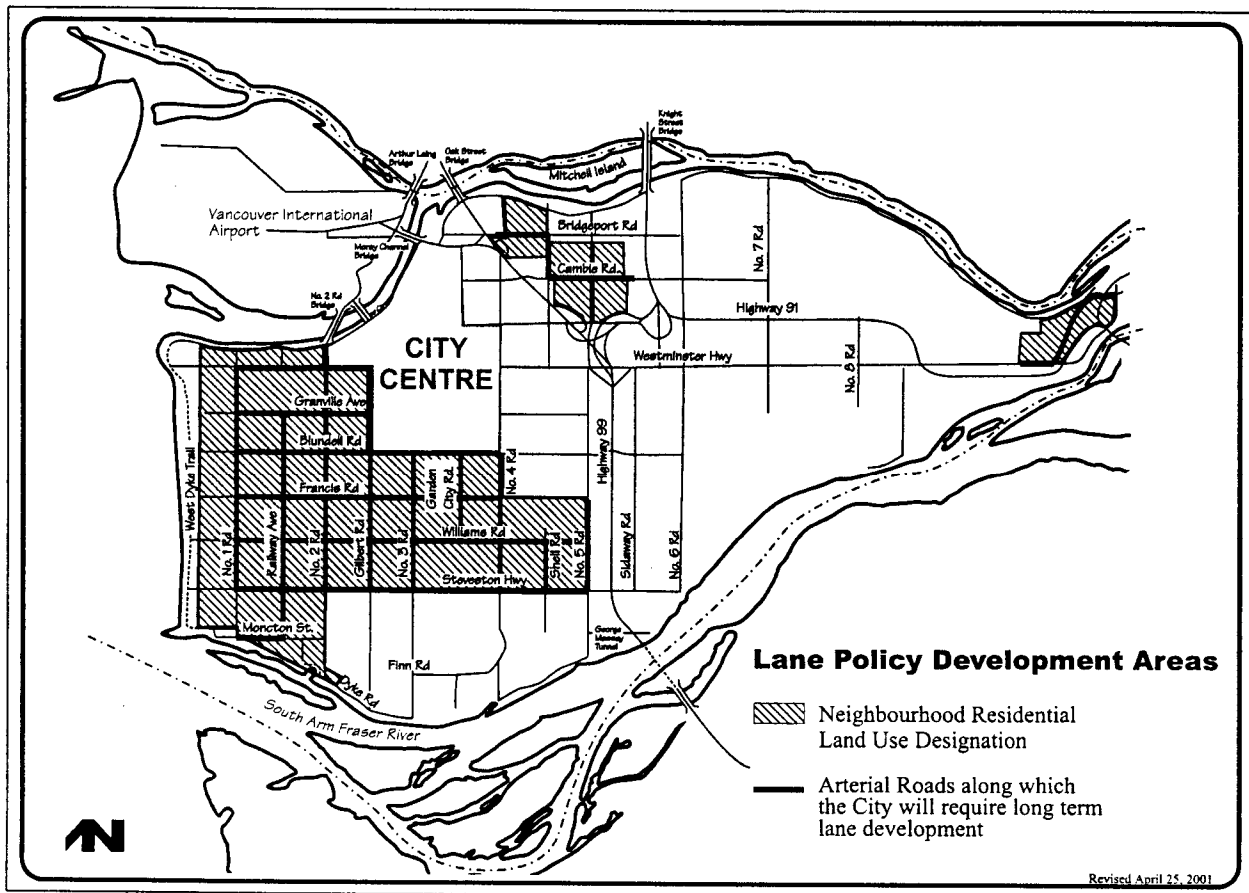 Knight
Street
Bridge
Arthur Laing
Bridge
Oak Street
Bridge
Mitchell Island
Vancouver International
Airport
Bridgeport Rd
Moray Channel
Bridge
Cambie Rd.
No. 7 Rd
No. 2 Rd
Bridge
Highway 91
CITY
CENTRE
Westminster Hwy
No. 8 Rd
Granville Ave
Blundell Rd
West Dyke Trail
Francis Rd
Garden
City Rd.
No. 4 Rd
Highway 99
No. 1 Rd
Railway Ave
No. 2 Rd
Gilbert Rd
No. 3 Rd
Williams Rd
Shell Rd
No. 5 Rd
Sidaway Rd
No. 6 Rd
Steveston Hwy
Moncton St.
George
Massey
Tunnel
Finn Rd
Dyke Rd
South Arm Fraser River
Lane Policy Development Areas
Neighbourhood Residential
Land Use Designation
Arterial Roads along which
the City will require long term
lane development
N
Revised April 25, 2001